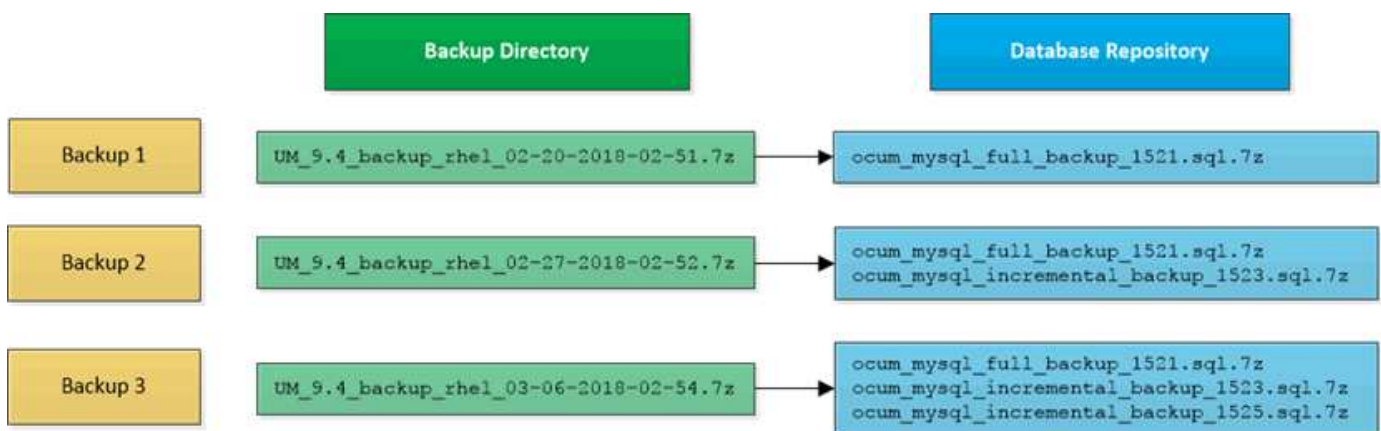 Backup Directory
Database Repository
Backup 1
UM_9.4_backup_rhel_02-20-2018-02-51.7z
ocum_mysql_full_backup_1521.sql.7z
Backup 2
UM_9.4_backup_rhel_02-27-2018-02-52.7z
ocum_mysql_full_backup_1521.sql.7z
ocum_mysql_incremental_backup_1523.sql.7z
Backup 3
UM_9.4_backup_rhel_03-06-2018-02-54.7z
ocum_mysql_full_backup_1521.sql.7z
ocum_mysql_incremental_backup_1523.sql.7z
ocum_mysql_incremental_backup_1525.sql.7z